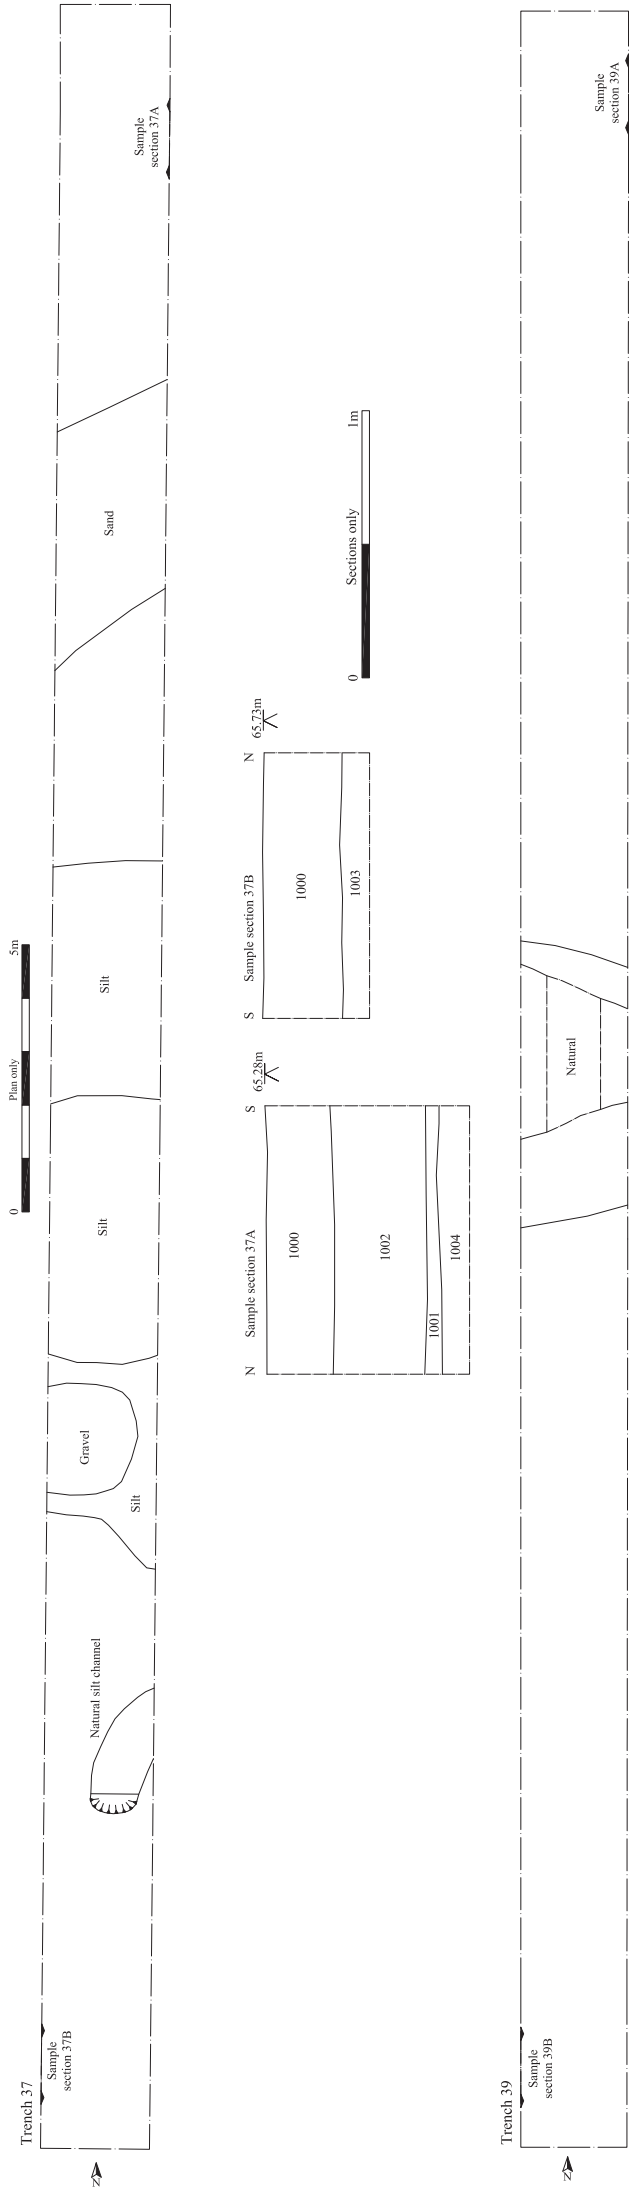 Trench 37
N
Sample
section 37B
Natural silt channel
Silt
Gravel
Silt
Silt
Sand
Sample
section 37A
0
Plan only
5m
N
Sample section 37A
S
65.28m
1000
1002
1001
1004
S
Sample section 37B
N
65.73m
1000
1003
0
Sections only
1m
Trench 39
N
Sample
section 39B
Natural
Sample
section 39A